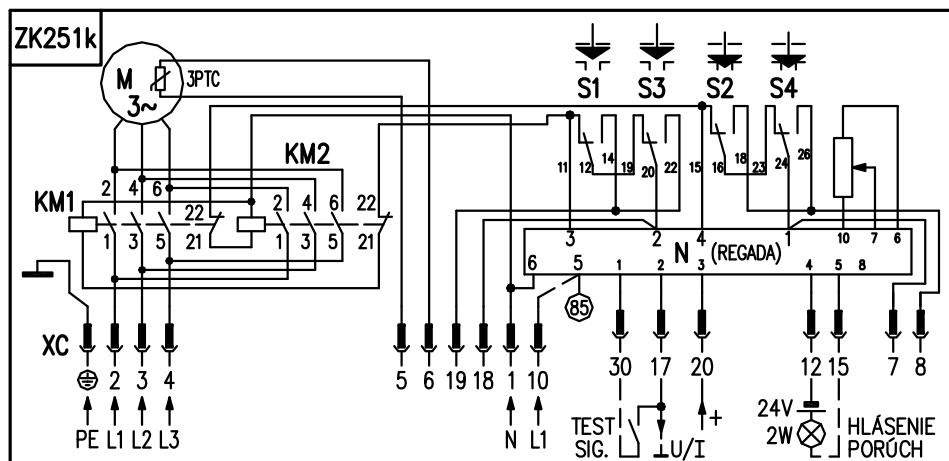 ZK251k
S1 S3 S2 S4
M
3~
3PTC
KM2
KM1
2 4 6 22
1 3 5 21
2 4 6 22
1 3 5 21
11 12 14 19 20 22 15 16 18 23 24 26
3 2 4 1 10 7 6
N (REGADA)
6 5 1 2 3 4 5 8
85
XC
2 3 4 5 6 19 18 1 10 30 17 20 12 15 7 8
PE L1 L2 L3 N L1
TEST
SIG.
U/I
+
24V
2W
HLÁSENIE
PORÚCH